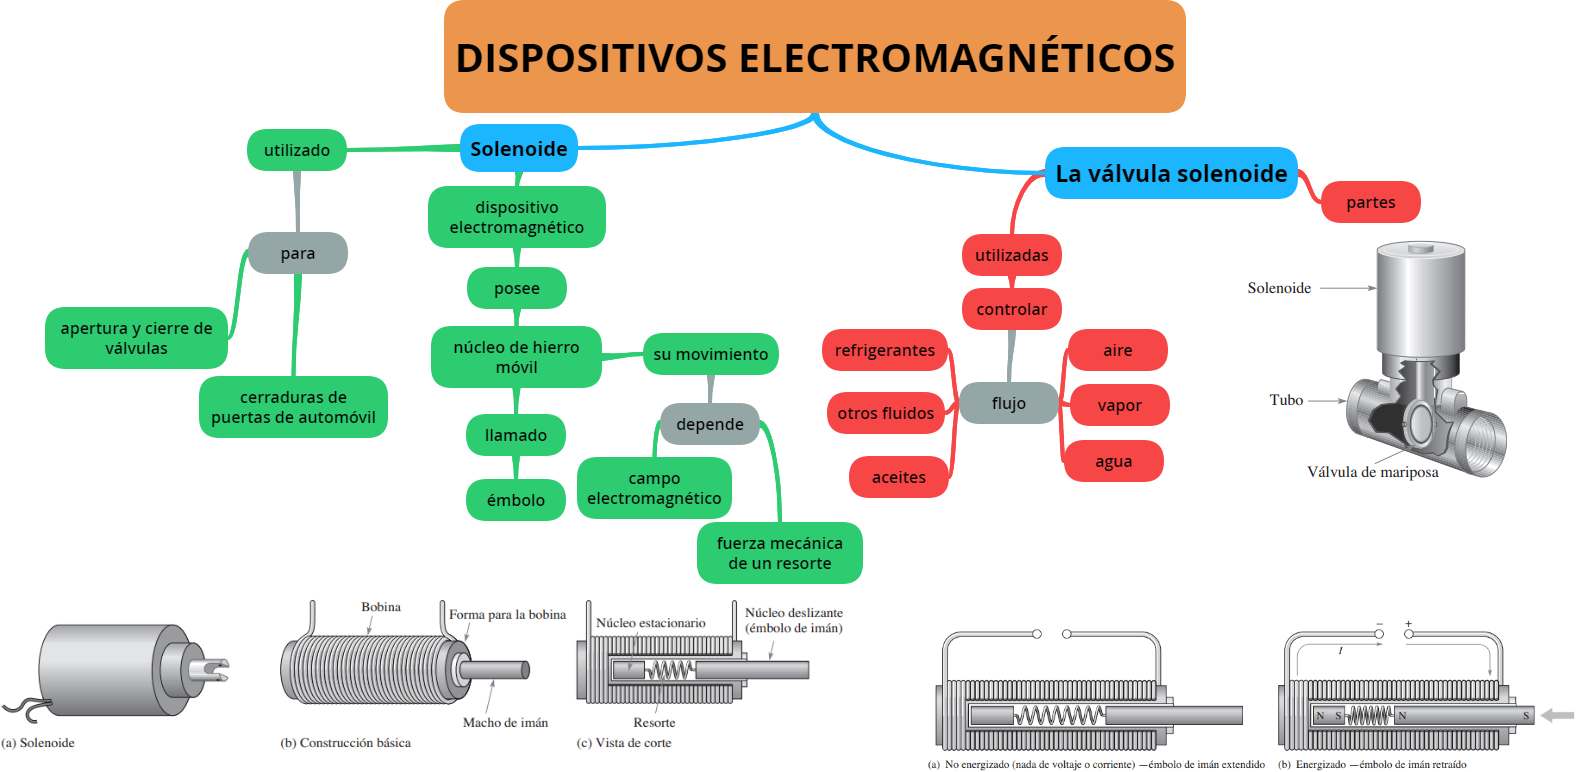 DISPOSITIVOS ELECTROMAGNÉTICOS
Solenoide
utilizado
para
apertura y cierre de
válvulas
cerraduras de
puertas de automóvil
dispositivo
electromagnético
posee
núcleo de hierro
móvil
llamado
émbolo
su movimiento
depende
campo
electromagnético
fuerza mecánica
de un resorte
La válvula solenoide
utilizadas
controlar
flujo
refrigerantes
otros fluidos
aceites
aire
vapor
agua
partes
Solenoide
Tubo
Válvula de mariposa
(a) Solenoide
Bobina
Forma para la bobina
Macho de imán
(b) Construcción básica
Núcleo estacionario
Núcleo deslizante
(émbolo de imán)
Resorte
(c) Vista de corte
(a) No energizado (nada de voltaje o corriente) —émbolo de imán extendido
− +
I
N S N S
(b) Energizado —émbolo de imán retraído